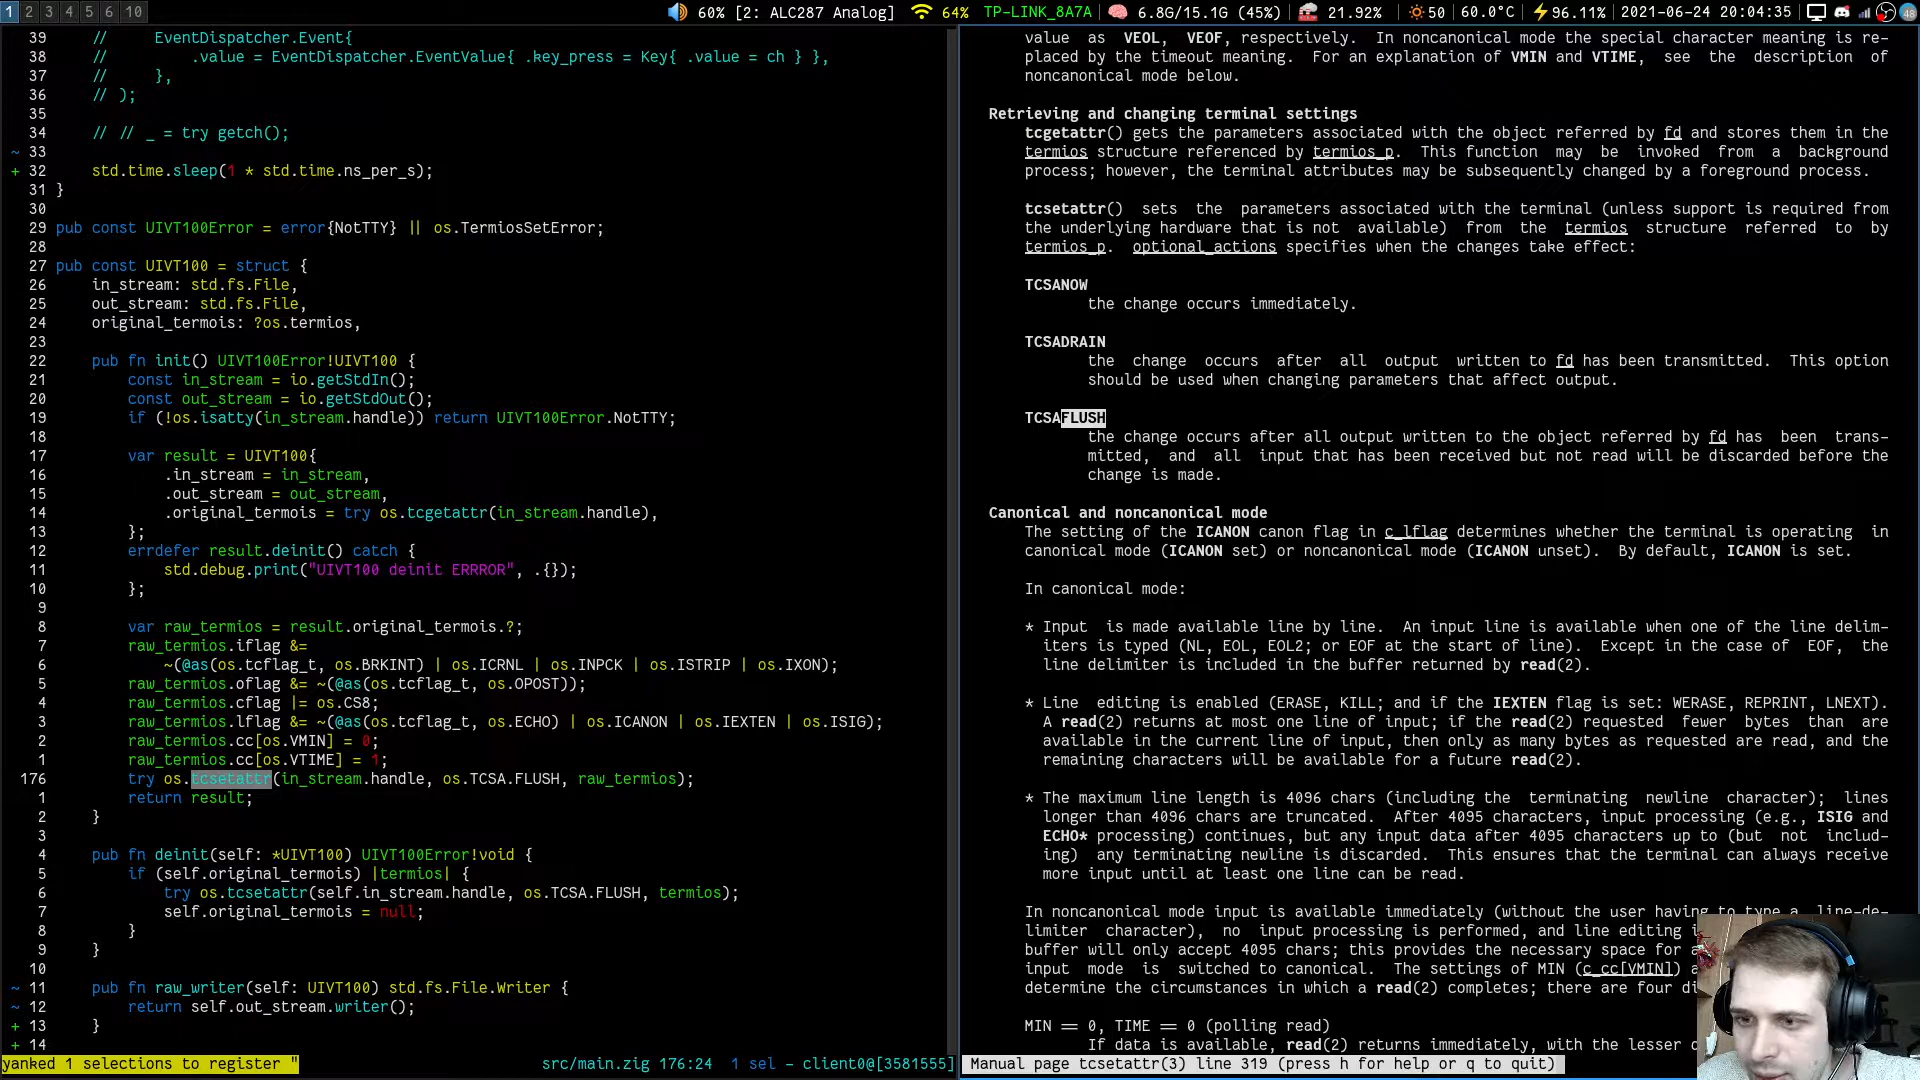 1 2 3 4 5 6 10 60% [2: ALC287 Analog] 64% TP-LINK_8A7A 6.8G/15.1G (45%) 21.92% 50 60.0°C 96.11% 2021-06-24 20:04:35 48
39 // EventDispatcher.Event{
38 // .value = EventDispatcher.EventValue{ .key_press = Key{ .value = ch } },
37 // },
36 // );
35
34 // // _ = try getch();
~ 33
+ 32 std.time.sleep(1 * std.time.ns_per_s);
31 }
30
29 pub const UIVT100Error = error{NotTTY} || os.TermiosSetError;
28
27 pub const UIVT100 = struct {
26 in_stream: std.fs.File,
25 out_stream: std.fs.File,
24 original_termois: ?os.termios,
23
22 pub fn init() UIVT100Error!UIVT100 {
21 const in_stream = io.getStdIn();
20 const out_stream = io.getStdOut();
19 if (!os.isatty(in_stream.handle)) return UIVT100Error.NotTTY;
18
17 var result = UIVT100{
16 .in_stream = in_stream,
15 .out_stream = out_stream,
14 .original_termois = try os.tcgetattr(in_stream.handle),
13 };
12 errdefer result.deinit() catch {
11 std.debug.print("UIVT100 deinit ERRROR", .{});
10 };
9
8 var raw_termios = result.original_termois.?;
7 raw_termios.iflag &=
6 ~(@as(os.tcflag_t, os.BRKINT) | os.ICRNL | os.INPCK | os.ISTRIP | os.IXON);
5 raw_termios.oflag &= ~(@as(os.tcflag_t, os.OPOST));
4 raw_termios.cflag |= os.CS8;
3 raw_termios.lflag &= ~(@as(os.tcflag_t, os.ECHO) | os.ICANON | os.IEXTEN | os.ISIG);
2 raw_termios.cc[os.VMIN] = 0;
1 raw_termios.cc[os.VTIME] = 1;
176 try os.tcsetattr(in_stream.handle, os.TCSA.FLUSH, raw_termios);
1 return result;
2 }
3
4 pub fn deinit(self: *UIVT100) UIVT100Error!void {
5 if (self.original_termois) |termios| {
6 try os.tcsetattr(self.in_stream.handle, os.TCSA.FLUSH, termios);
7 self.original_termois = null;
8 }
9 }
10
~ 11 pub fn raw_writer(self: UIVT100) std.fs.File.Writer {
~ 12 return self.out_stream.writer();
+ 13 }
+ 14
yanked 1 selections to register " src/main.zig 176:24 1 sel - client0@[3581555]
value as VEOL, VEOF, respectively. In noncanonical mode the special character meaning is re-
placed by the timeout meaning. For an explanation of VMIN and VTIME, see the description of
noncanonical mode below.
Retrieving and changing terminal settings
tcgetattr() gets the parameters associated with the object referred by fd and stores them in the
termios structure referenced by termios_p. This function may be invoked from a background
process; however, the terminal attributes may be subsequently changed by a foreground process.
tcsetattr() sets the parameters associated with the terminal (unless support is required from
the underlying hardware that is not available) from the termios structure referred to by
termios_p. optional_actions specifies when the changes take effect:
TCSANOW
the change occurs immediately.
TCSADRAIN
the change occurs after all output written to fd has been transmitted. This option
should be used when changing parameters that affect output.
TCSAFLUSH
the change occurs after all output written to the object referred by fd has been trans-
mitted, and all input that has been received but not read will be discarded before the
change is made.
Canonical and noncanonical mode
The setting of the ICANON canon flag in c_lflag determines whether the terminal is operating in
canonical mode (ICANON set) or noncanonical mode (ICANON unset). By default, ICANON is set.
In canonical mode:
* Input is made available line by line. An input line is available when one of the line delim-
iters is typed (NL, EOL, EOL2; or EOF at the start of line). Except in the case of EOF, the
line delimiter is included in the buffer returned by read(2).
* Line editing is enabled (ERASE, KILL; and if the IEXTEN flag is set: WERASE, REPRINT, LNEXT).
A read(2) returns at most one line of input; if the read(2) requested fewer bytes than are
available in the current line of input, then only as many bytes as requested are read, and the
remaining characters will be available for a future read(2).
* The maximum line length is 4096 chars (including the terminating newline character); lines
longer than 4096 chars are truncated. After 4095 characters, input processing (e.g., ISIG and
ECHO* processing) continues, but any input data after 4095 characters up to (but not includ-
ing) any terminating newline is discarded. This ensures that the terminal can always receive
more input until at least one line can be read.
In noncanonical mode input is available immediately (without the user having to type a line-de-
limiter character), no input processing is performed, and line editing
buffer will only accept 4095 chars; this provides the necessary space for
input mode is switched to canonical. The settings of MIN (c_cc[VMIN])
determine the circumstances in which a read(2) completes; there are four
MIN == 0, TIME == 0 (polling read)
If data is available, read(2) returns immediately, with the lesser
Manual page tcsetattr(3) line 319 (press h for help or q to quit)